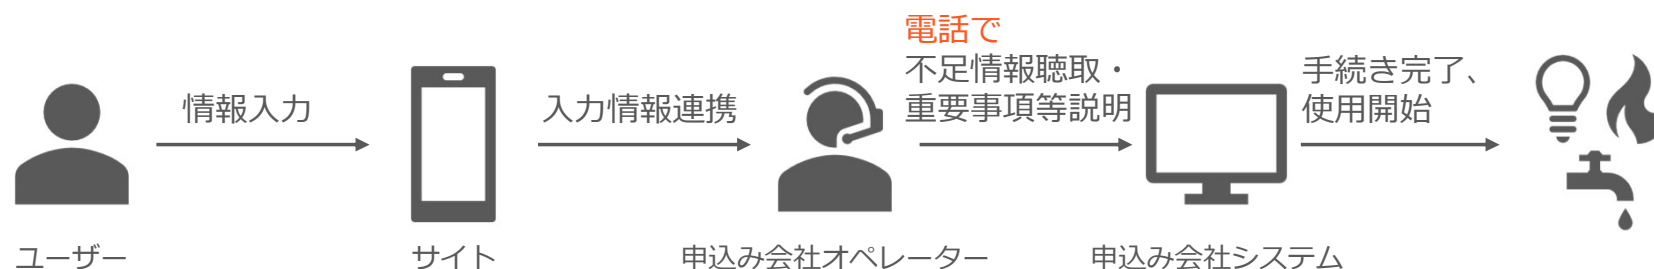 電話で
不足情報聴取・
重要事項等説明
手続き完了、
使用開始
情報入力
入力情報連携
ユーザー
サイト
申込み会社オペレーター
申込み会社システム